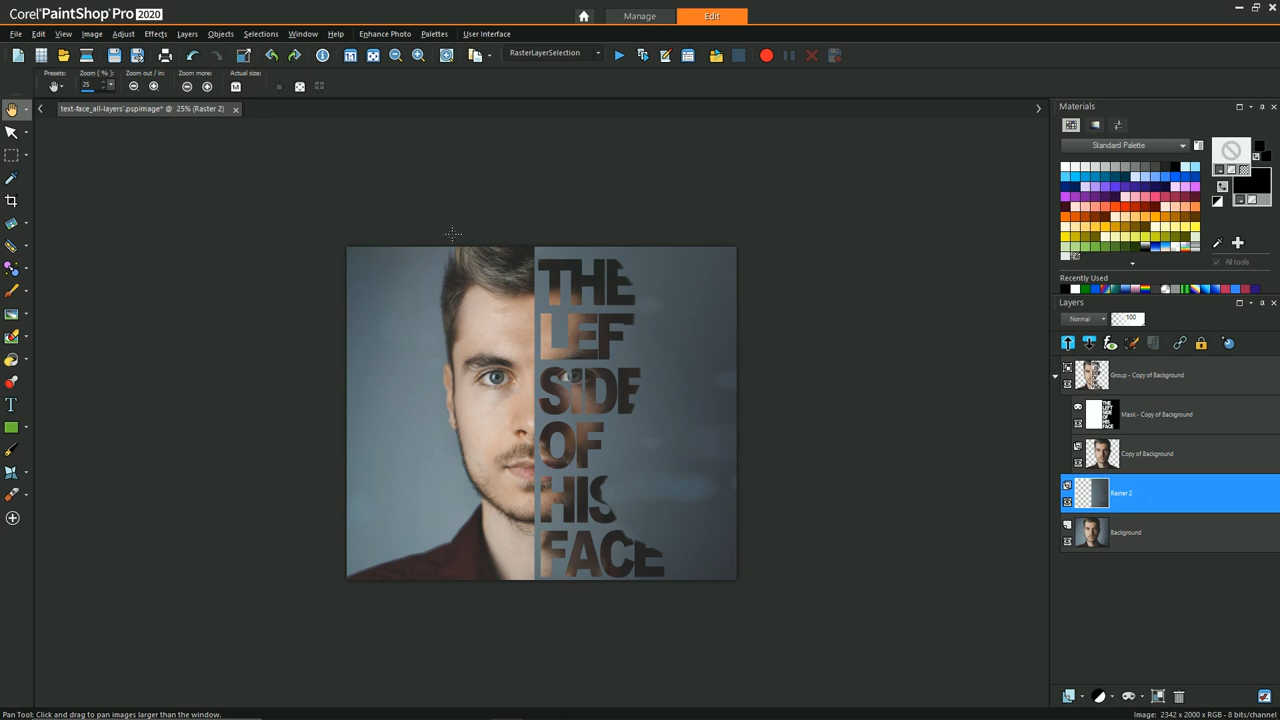 Corel® PaintShop® Pro 2020
Manage
Edit
File Edit View Image Adjust Effects Layers Objects Selections Window Help Enhance Photo Palettes User Interface
RasterLayerSelection
Presets: Zoom ( % ): Zoom out / in: Zoom more: Actual size:
25
text-face_all-layers'.pspimage* @ 25% (Raster 2)
THE
LEF
SIDE
OF
HIS
FACE
Materials
Standard Palette
All tools
Recently Used
Layers
Normal 100
Group - Copy of Background
Mask - Copy of Background
Copy of Background
Raster 2
Background
Pan Tool: Click and drag to pan images larger than the window.
Image: 2342 x 2000 x RGB - 8 bits/channel